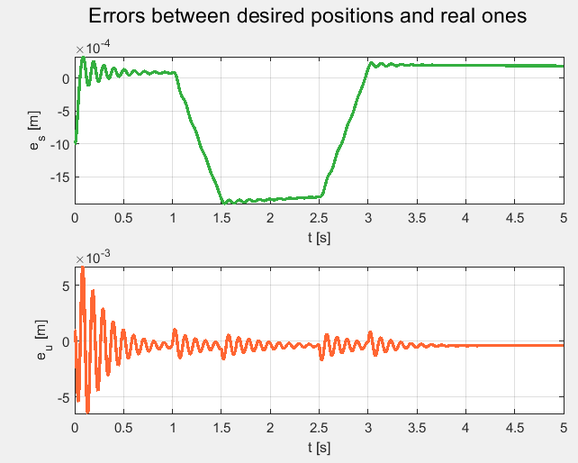 Errors between desired positions and real ones
×10⁻⁴
0
-5
-10
-15
e_s [m]
0 0.5 1 1.5 2 2.5 3 3.5 4 4.5 5
t [s]
×10⁻³
5
0
-5
e_u [m]
0 0.5 1 1.5 2 2.5 3 3.5 4 4.5 5
t [s]